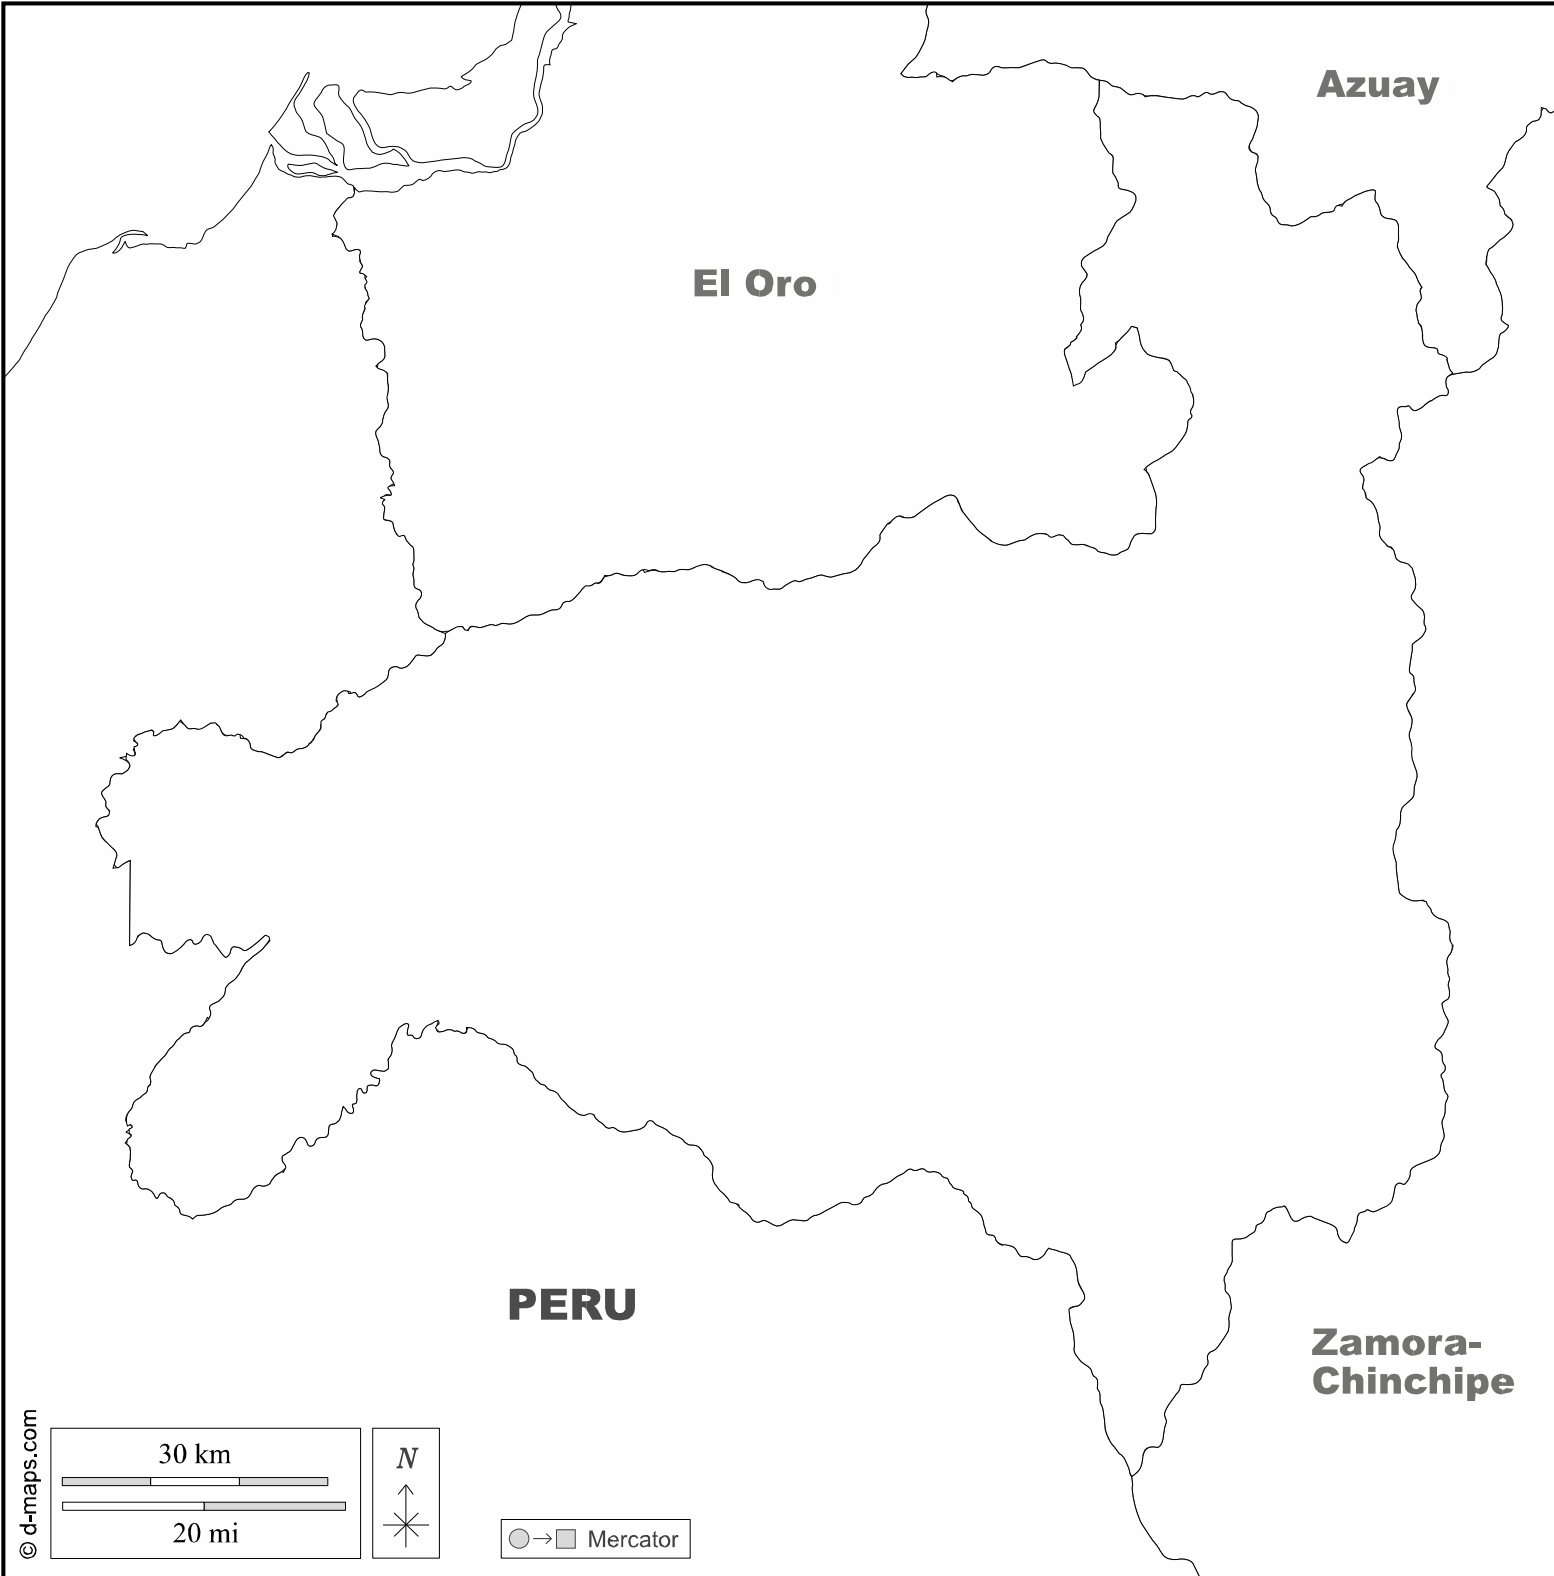 Azuay
El Oro
PERU
Zamora-
Chinchipe
© d-maps.com
30 km
20 mi
N
Mercator